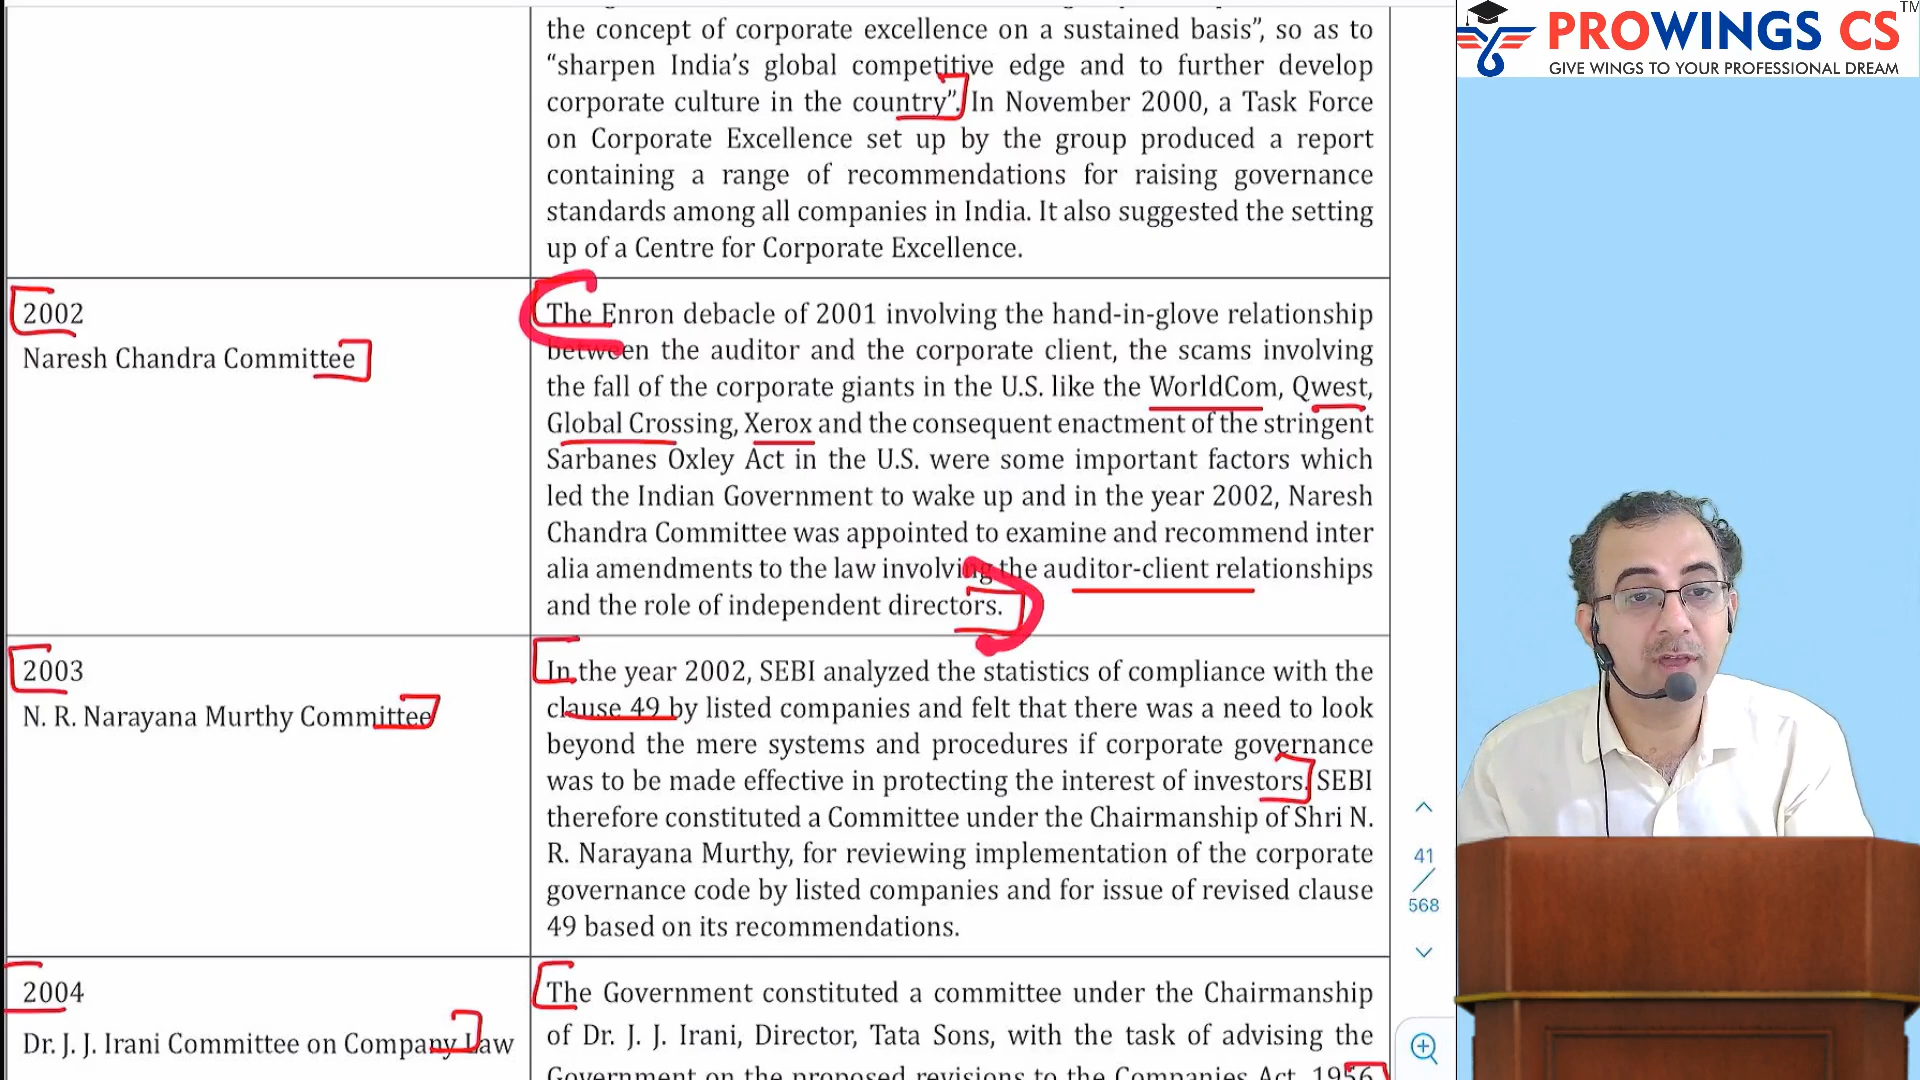 the concept of corporate excellence on a sustained basis”, so as to
“sharpen India’s global competitive edge and to further develop
corporate culture in the country”. In November 2000, a Task Force
on Corporate Excellence set up by the group produced a report
containing a range of recommendations for raising governance
standards among all companies in India. It also suggested the setting
up of a Centre for Corporate Excellence.
2002
Naresh Chandra Committee
The Enron debacle of 2001 involving the hand-in-glove relationship
between the auditor and the corporate client, the scams involving
the fall of the corporate giants in the U.S. like the WorldCom, Qwest,
Global Crossing, Xerox and the consequent enactment of the stringent
Sarbanes Oxley Act in the U.S. were some important factors which
led the Indian Government to wake up and in the year 2002, Naresh
Chandra Committee was appointed to examine and recommend inter
alia amendments to the law involving the auditor-client relationships
and the role of independent directors.
2003
N. R. Narayana Murthy Committee
In the year 2002, SEBI analyzed the statistics of compliance with the
clause 49 by listed companies and felt that there was a need to look
beyond the mere systems and procedures if corporate governance
was to be made effective in protecting the interest of investors. SEBI
therefore constituted a Committee under the Chairmanship of Shri N.
R. Narayana Murthy, for reviewing implementation of the corporate
governance code by listed companies and for issue of revised clause
49 based on its recommendations.
2004
Dr. J. J. Irani Committee on Company Law
The Government constituted a committee under the Chairmanship
of Dr. J. J. Irani, Director, Tata Sons, with the task of advising the
Government on the proposed revisions to the Companies Act, 1956
PROWINGS CS TM
GIVE WINGS TO YOUR PROFESSIONAL DREAM
41
/
568